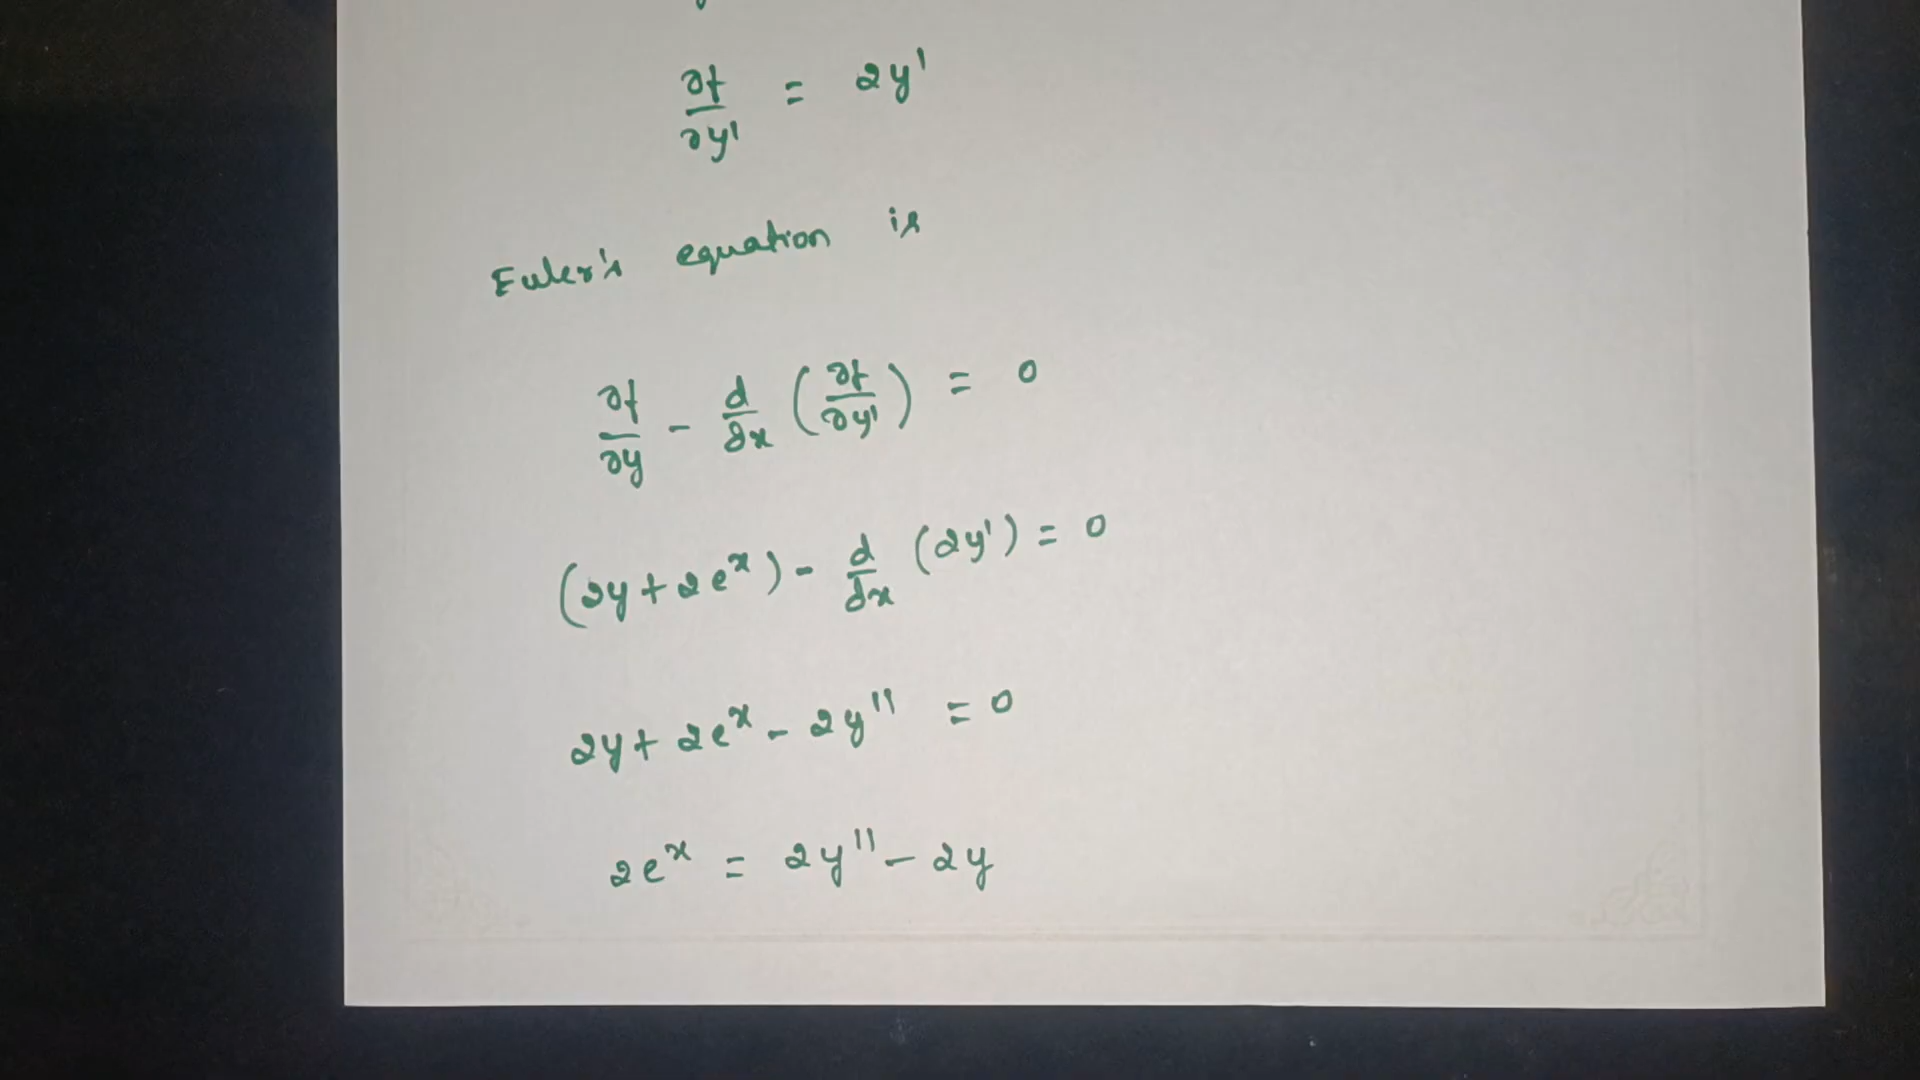 ∂f/∂y' = 2y'
Euler's equation is
∂f/∂y - d/dx (∂f/∂y') = 0
(2y + 2e^x) - d/dx (2y') = 0
2y + 2e^x - 2y'' = 0
2e^x = 2y'' - 2y